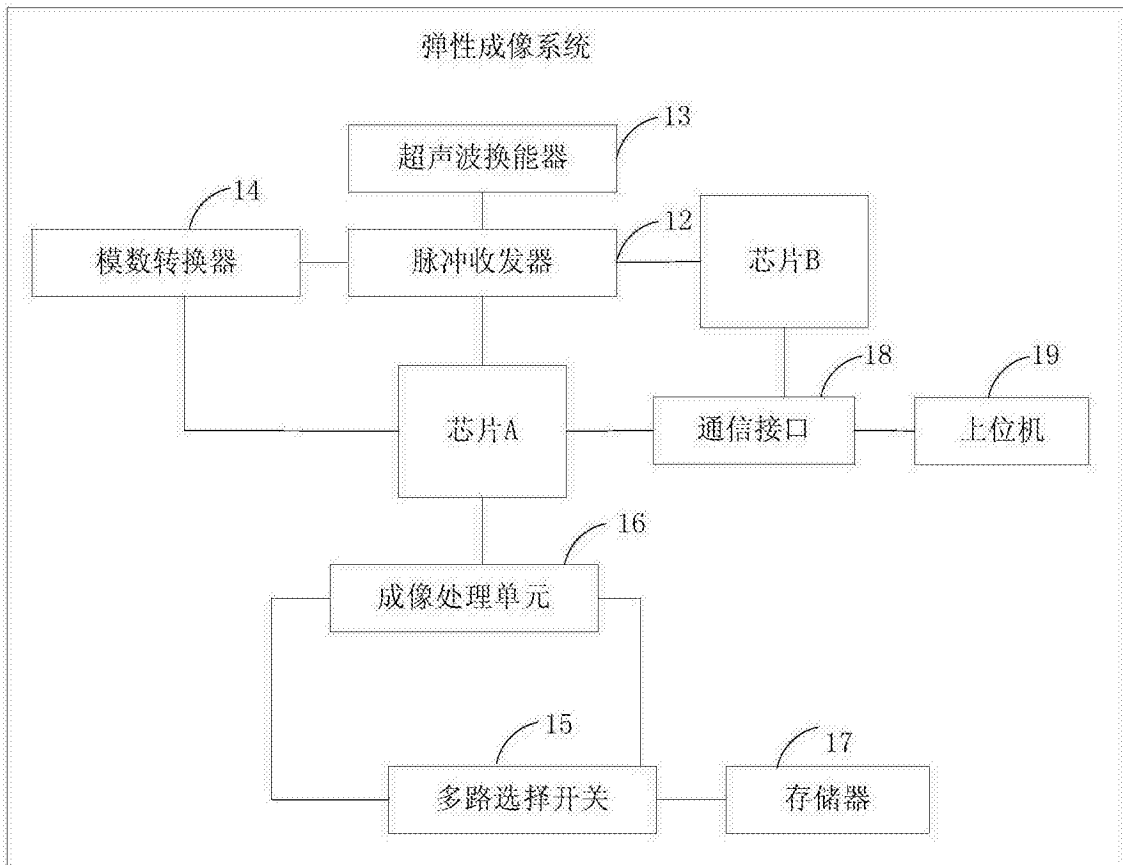 弹性成像系统
13
超声波换能器
14
12
模数转换器
脉冲收发器
芯片B
18
19
芯片A
通信接口
上位机
16
成像处理单元
15
17
多路选择开关
存储器